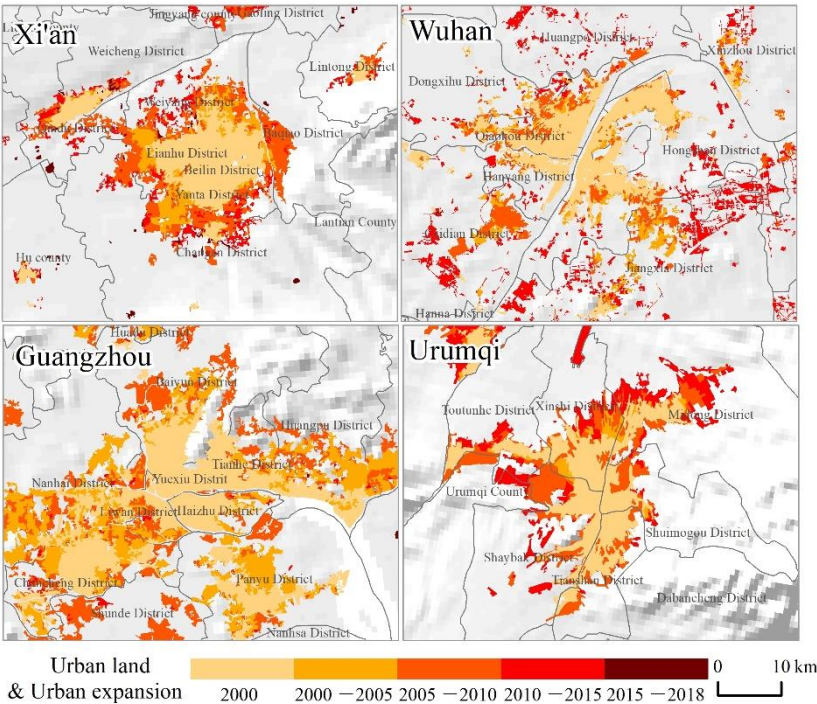 Xi'an
Jingyang county
Gaoling District
Weicheng District
Lintong District
Weiyang District
Baqiao District
Lianhu District
Beilin District
Yanta District
Lantian County
Chang'an District
Hu county
Wuhan
Huangpo District
Xinzhou District
Dongxihu District
Qiaokou District
Hongshan District
Hanyang District
Caidian District
Jiangxia District
Hanna District
Guangzhou
Huadu District
Baiyun District
Huangpu District
Tianhe District
Nanhai District
Yuexiu Distrit
Liwan District
Haizhu District
Chancheng District
Panyu District
Shunde District
Nanhsa District
Urumqi
Toutunhe District
Xinshi District
Midong District
Urumqi County
Shuimogou District
Shaybak District
Tianshan District
Dabancheng District
Urban land
& Urban expansion
2000
2000 －2005
2005 －2010
2010 －2015
2015 －2018
0
10 km